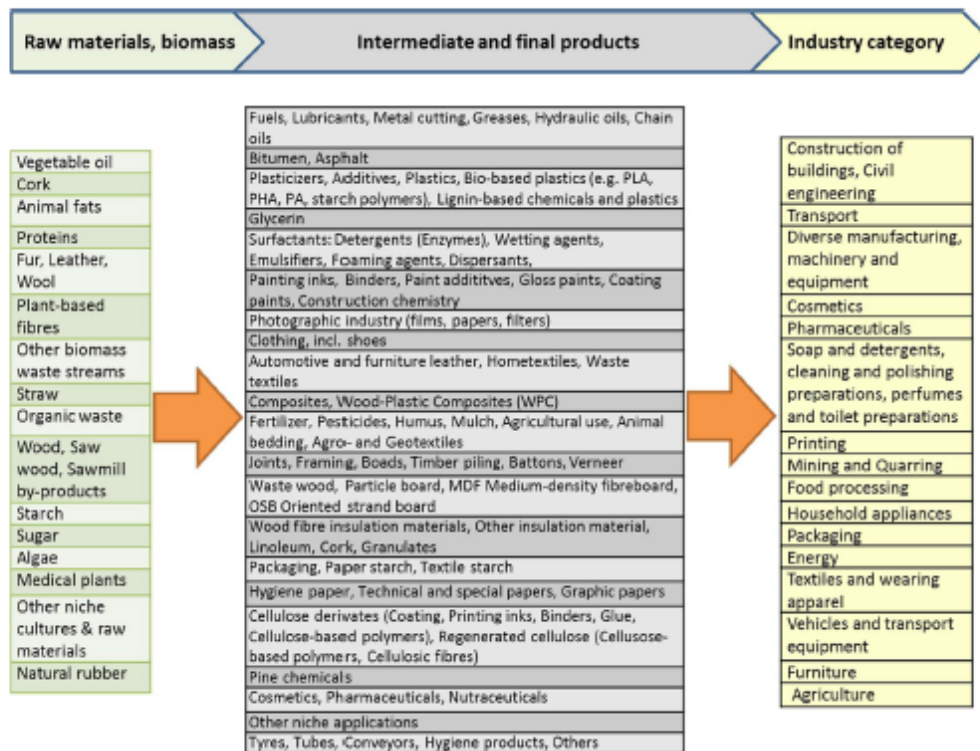 Raw materials, biomass
Intermediate and final products
Industry category
Vegetable oil
Cork
Animal fats
Proteins
Fur, Leather,
Wool
Plant-based
fibres
Other biomass
waste streams
Straw
Organic waste
Wood, Saw
wood, Sawmill
by-products
Starch
Sugar
Algae
Medical plants
Other niche
cultures & raw
materials
Natural rubber
Fuels, Lubricants, Metal cutting, Greases, Hydraulic oils, Chain
oils
Bitumen, Asphalt
Plasticizers, Additives, Plastics, Bio-based plastics (e.g. PLA,
PHA, PA, starch polymers), Lignin-based chemicals and plastics
Glycerin
Surfactants: Detergents (Enzymes), Wetting agents,
Emulsifiers, Foaming agents, Dispersants,
Painting inks, Binders, Paint addititves, Gloss paints, Coating
paints, Construction chemistry
Photographic industry (films, papers, filters)
Clothing, incl. shoes
Automotive and furniture leather, Hometextiles, Waste
textiles
Composites, Wood-Plastic Composites (WPC)
Fertilizer, Pesticides, Humus, Mulch, Agricultural use, Animal
bedding, Agro- and Geotextiles
Joints, Framing, Boads, Timber piling, Battons, Verneer
Waste wood, Particle board, MDF Medium-density fibreboard,
OSB Oriented strand board
Wood fibre insulation materials, Other insulation material,
Linoleum, Cork, Granulates
Packaging, Paper starch, Textile starch
Hygiene paper, Technical and special papers, Graphic papers
Cellulose derivates (Coating, Printing inks, Binders, Glue,
Cellulose-based polymers), Regenerated cellulose (Cellusose-
based polymers, Cellulosic fibres)
Pine chemicals
Cosmetics, Pharmaceuticals, Nutraceuticals
Other niche applications
Tyres, Tubes, Conveyors, Hygiene products, Others
Construction of
buildings, Civil
engineering
Transport
Diverse manufacturing,
machinery and
equipment
Cosmetics
Pharmaceuticals
Soap and detergents,
cleaning and polishing
preparations, perfumes
and toilet preparations
Printing
Mining and Quarring
Food processing
Household appliances
Packaging
Energy
Textiles and wearing
apparel
Vehicles and transport
equipment
Furniture
Agriculture